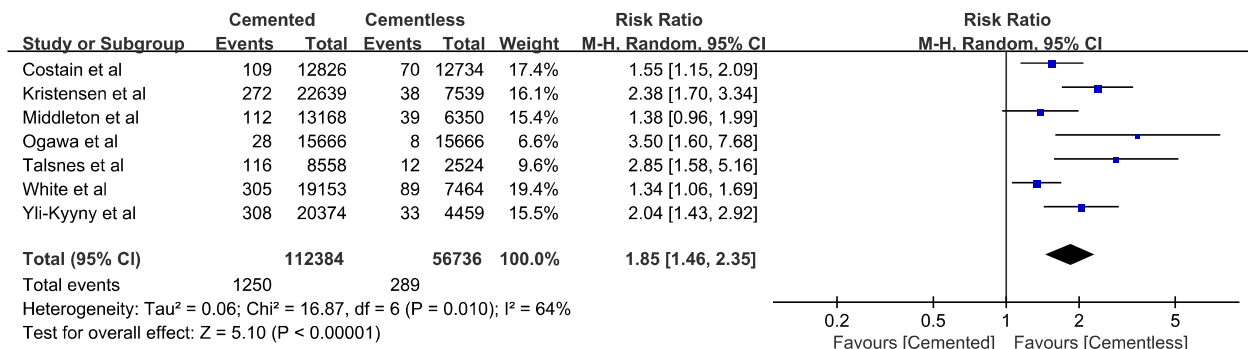 Cemented Cementless Risk Ratio Risk Ratio
Study or Subgroup Events Total Events Total Weight M-H, Random, 95% CI M-H, Random, 95% CI
Costain et al 109 12826 70 12734 17.4% 1.55 [1.15, 2.09]
Kristensen et al 272 22639 38 7539 16.1% 2.38 [1.70, 3.34]
Middleton et al 112 13168 39 6350 15.4% 1.38 [0.96, 1.99]
Ogawa et al 28 15666 8 15666 6.6% 3.50 [1.60, 7.68]
Talsnes et al 116 8558 12 2524 9.6% 2.85 [1.58, 5.16]
White et al 305 19153 89 7464 19.4% 1.34 [1.06, 1.69]
Yli-Kyyny et al 308 20374 33 4459 15.5% 2.04 [1.43, 2.92]
Total (95% CI) 112384 56736 100.0% 1.85 [1.46, 2.35]
Total events 1250 289
Heterogeneity: Tau² = 0.06; Chi² = 16.87, df = 6 (P = 0.010); I² = 64%
Test for overall effect: Z = 5.10 (P < 0.00001)
0.2 0.5 1 2 5
Favours [Cemented] Favours [Cementless]